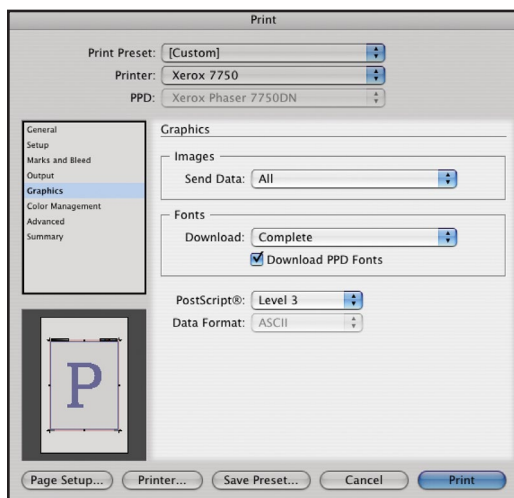 Print
Print Preset: [Custom]
Printer: Xerox 7750
PPD: Xerox Phaser 7750DN
General
Setup
Marks and Bleed
Output
Graphics
Color Management
Advanced
Summary
Graphics
Images
Send Data: All
Fonts
Download: Complete
Download PPD Fonts
PostScript®: Level 3
Data Format: ASCII
P
Page Setup... Printer... Save Preset... Cancel Print